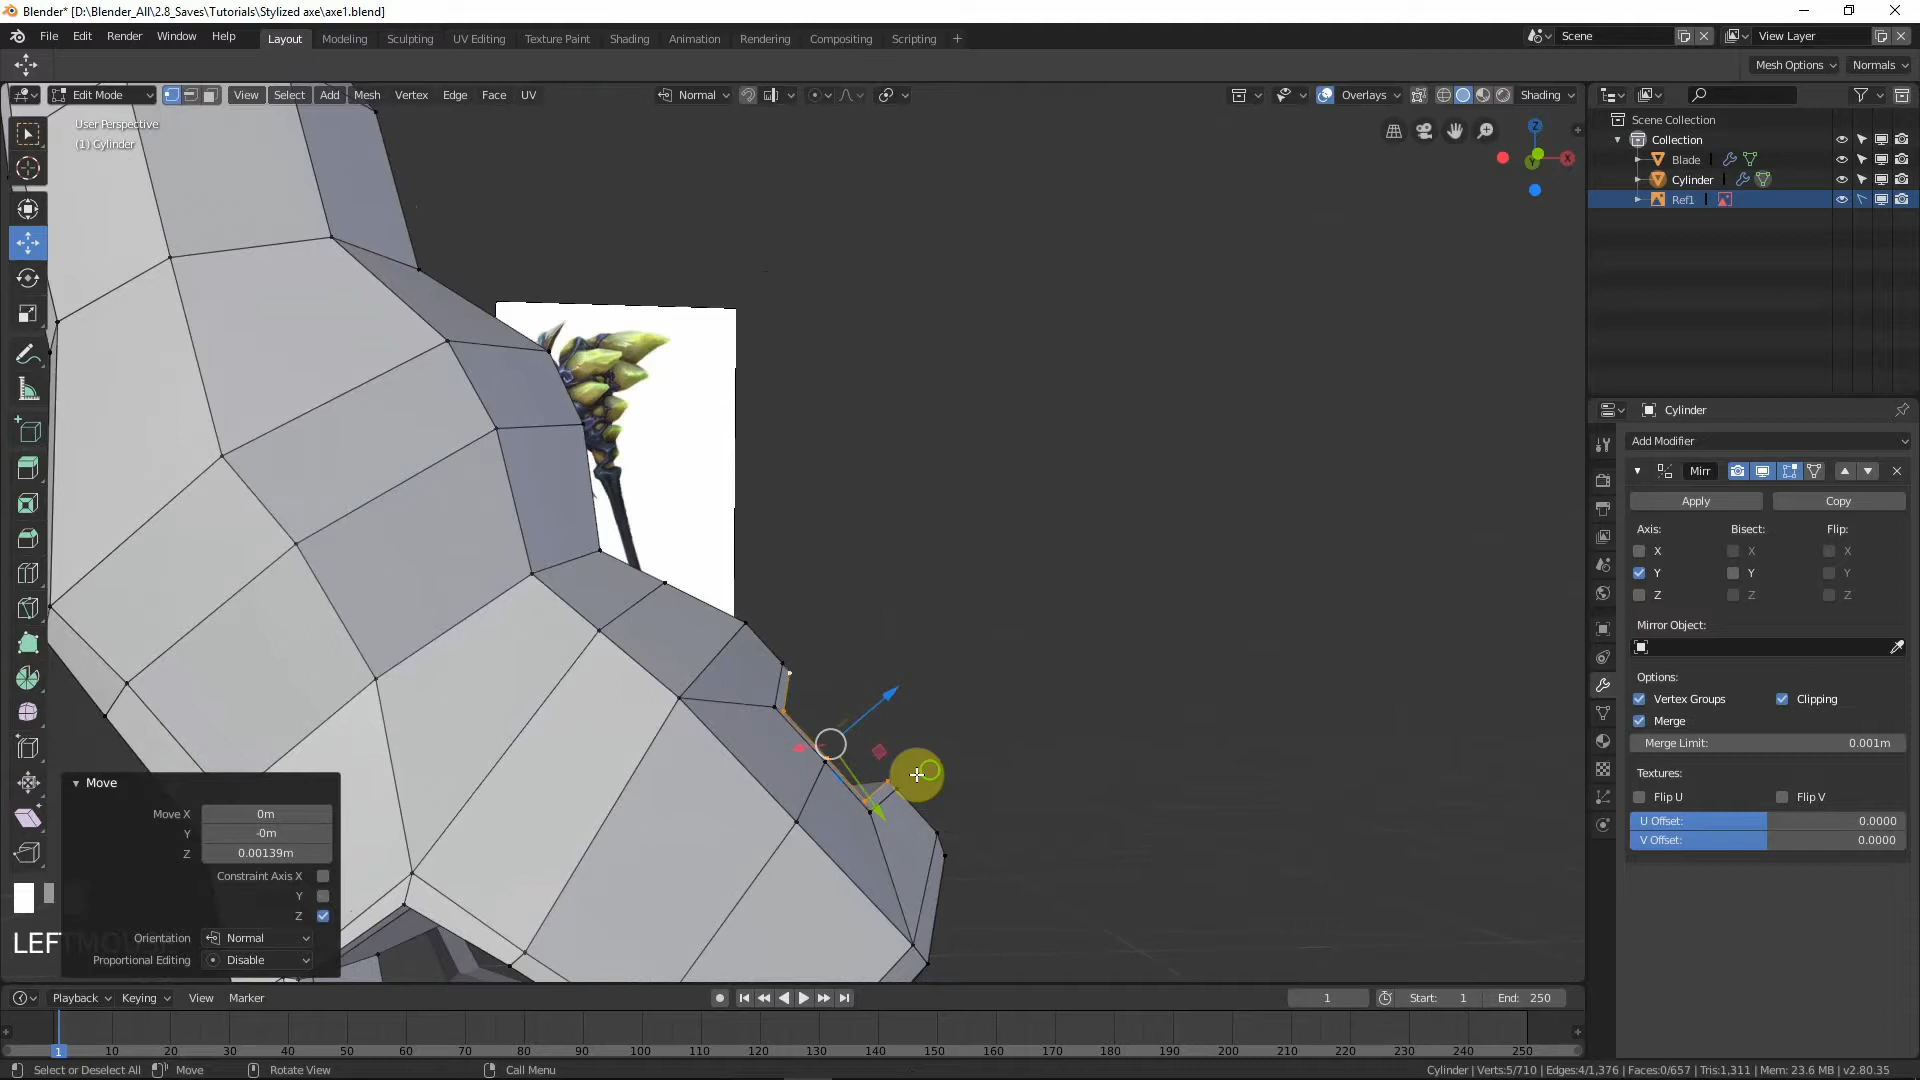 Blender* [D:\Blender_All\2.8_Saves\Tutorials\Stylized axe\axe1.blend]
File Edit Render Window Help Layout Modeling Sculpting UV Editing Texture Paint Shading Animation Rendering Compositing Scripting + Scene View Layer
Mesh Options Normals
Edit Mode View Select Add Mesh Vertex Edge Face UV Normal Overlays Shading
User Perspective
(1) Cylinder
Z
X
Y
Scene Collection
Collection
Blade
Cylinder
Ref1
Cylinder
Add Modifier
Mirr
Apply Copy
Axis: Bisect: Flip:
X X X
Y Y Y
Z Z Z
Mirror Object:
Options:
Vertex Groups Clipping
Merge
Merge Limit: 0.001m
Textures:
Flip U Flip V
U Offset: 0.0000
V Offset: 0.0000
Move
Move X 0m
Y -0m
Z 0.00139m
Constraint Axis X
Y
Z
Orientation Normal
Proportional Editing Disable
Playback Keying View Marker 1 Start: 1 End: 250
1 10 20 30 40 50 60 70 80 90 100 110 120 130 140 150 160 170 180 190 200 210 220 230 240 250
Select or Deselect All Move Rotate View Call Menu Cylinder | Verts:5/710 | Edges:4/1,376 | Faces:0/657 | Tris:1,311 | Mem: 23.6 MB | v2.80.35